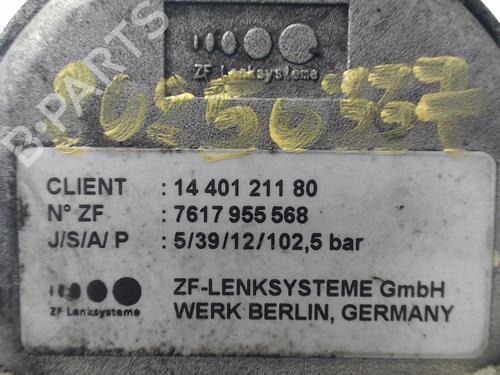 ZF Lenksysteme
B-PARTS
CLIENT : 14 401 211 80
N° ZF : 7617 955 568
J/S/A/P : 5/39/12/102,5 bar
ZF-LENKSYSTEME GmbH
ZF Lenksysteme
WERK BERLIN, GERMANY